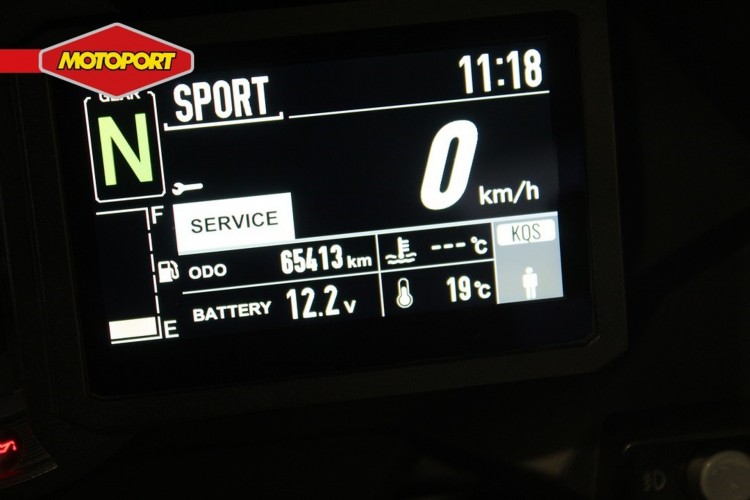 MOTOPORT
GEAR
N
SPORT
11:18
0 km/h
SERVICE
F
E
ODO 65413 km
---°C
BATTERY 12.2 V
19°C
KQS